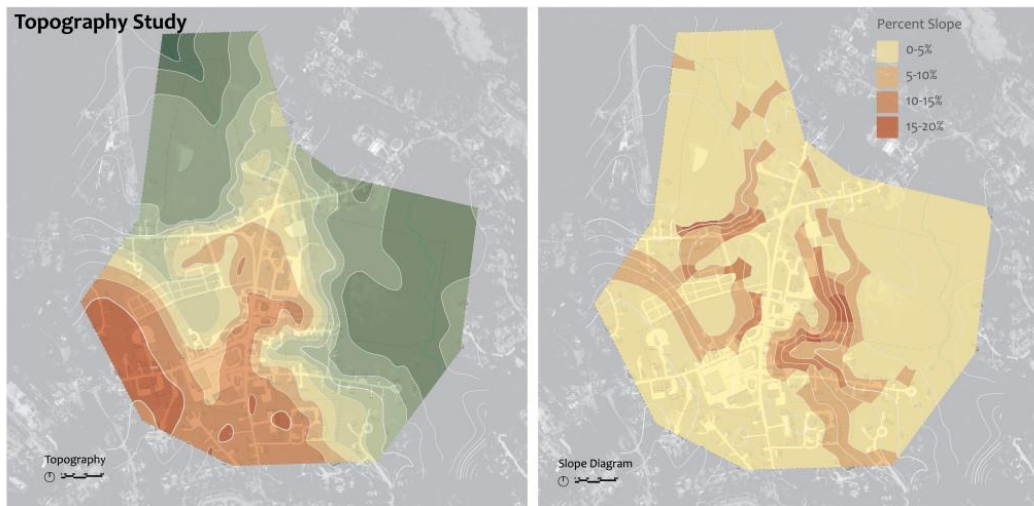 Topography Study
Topography
Percent Slope
0-5%
5-10%
10-15%
15-20%
Slope Diagram